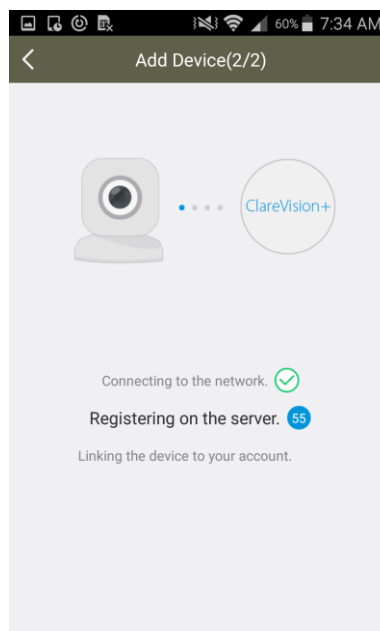 60% 7:34 AM
Add Device(2/2)
ClareVision+
Connecting to the network.
Registering on the server. 55
Linking the device to your account.